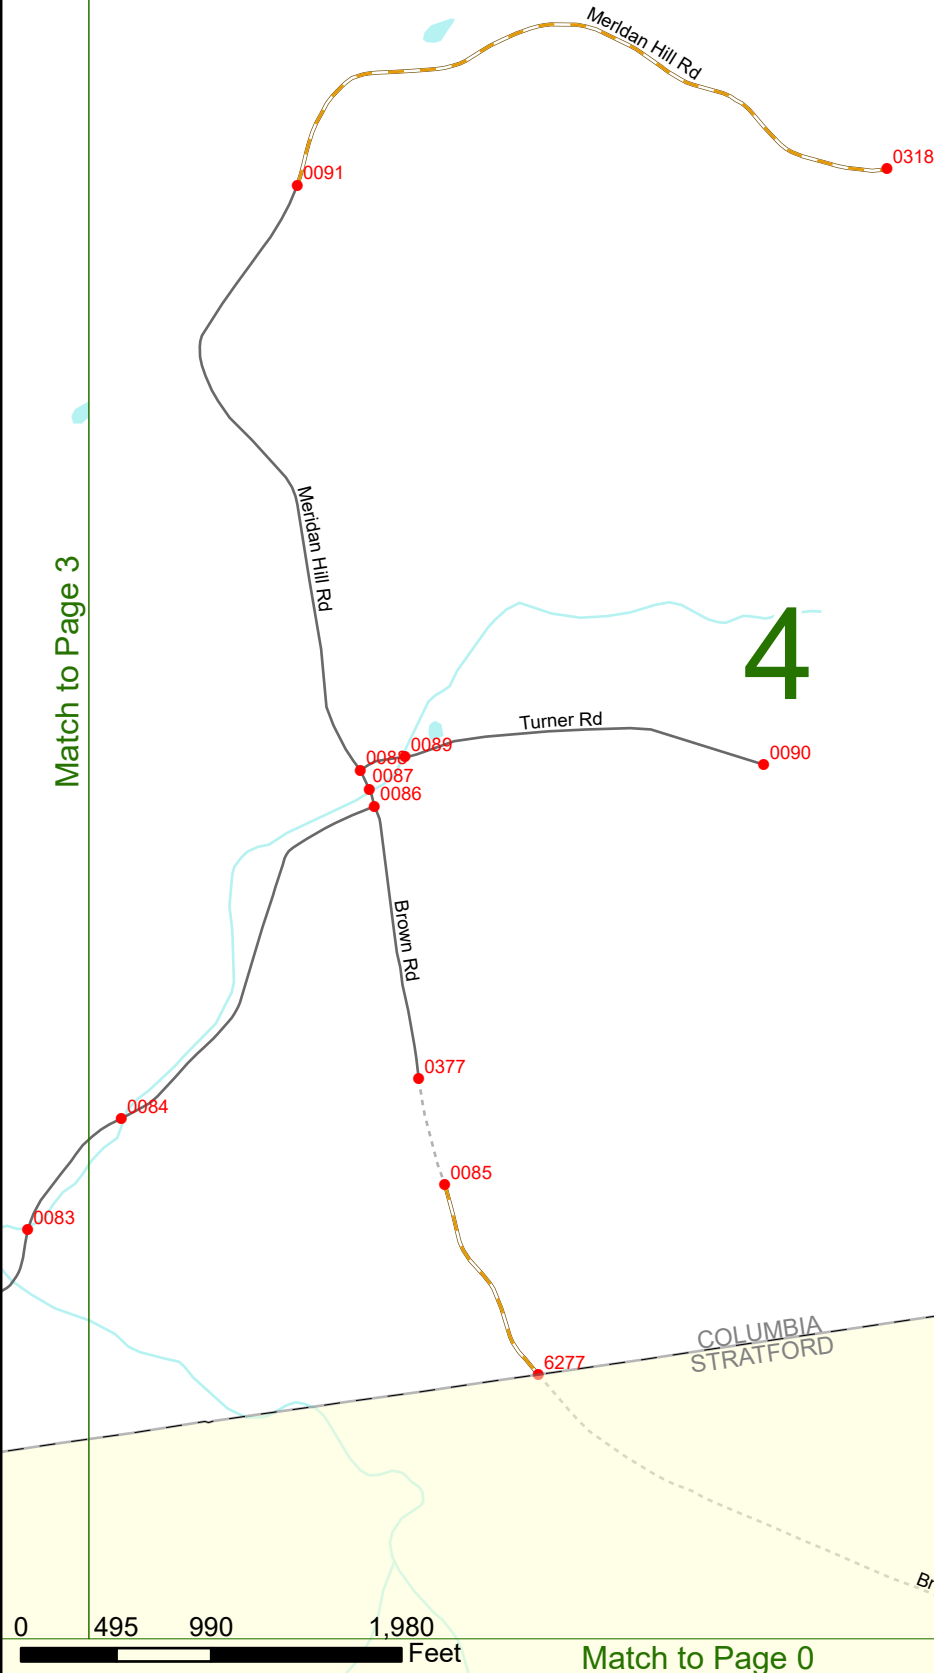 Meridan Hill Rd
0318
0091
Meridan Hill Rd
Match to Page 3
4
Turner Rd
0089
0088
0090
0087
0086
Brown Rd
0377
0084
0085
0083
COLUMBIA
STRATFORD
6277
Br
0 495 990 1,980
Feet
Match to Page 0